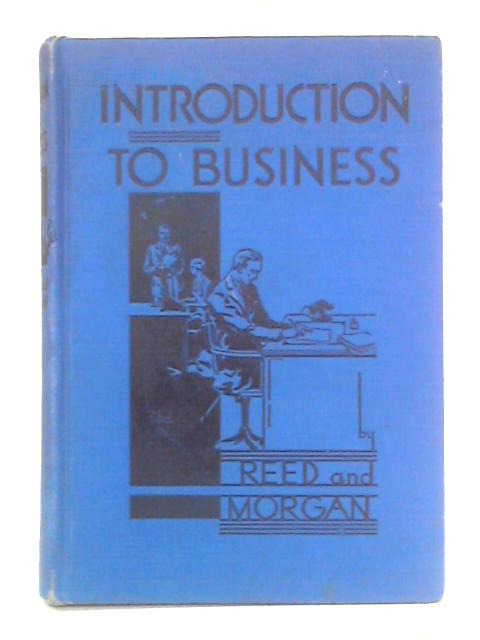 INTRODUCTION
TO BUSINESS
by
REED and
MORGAN